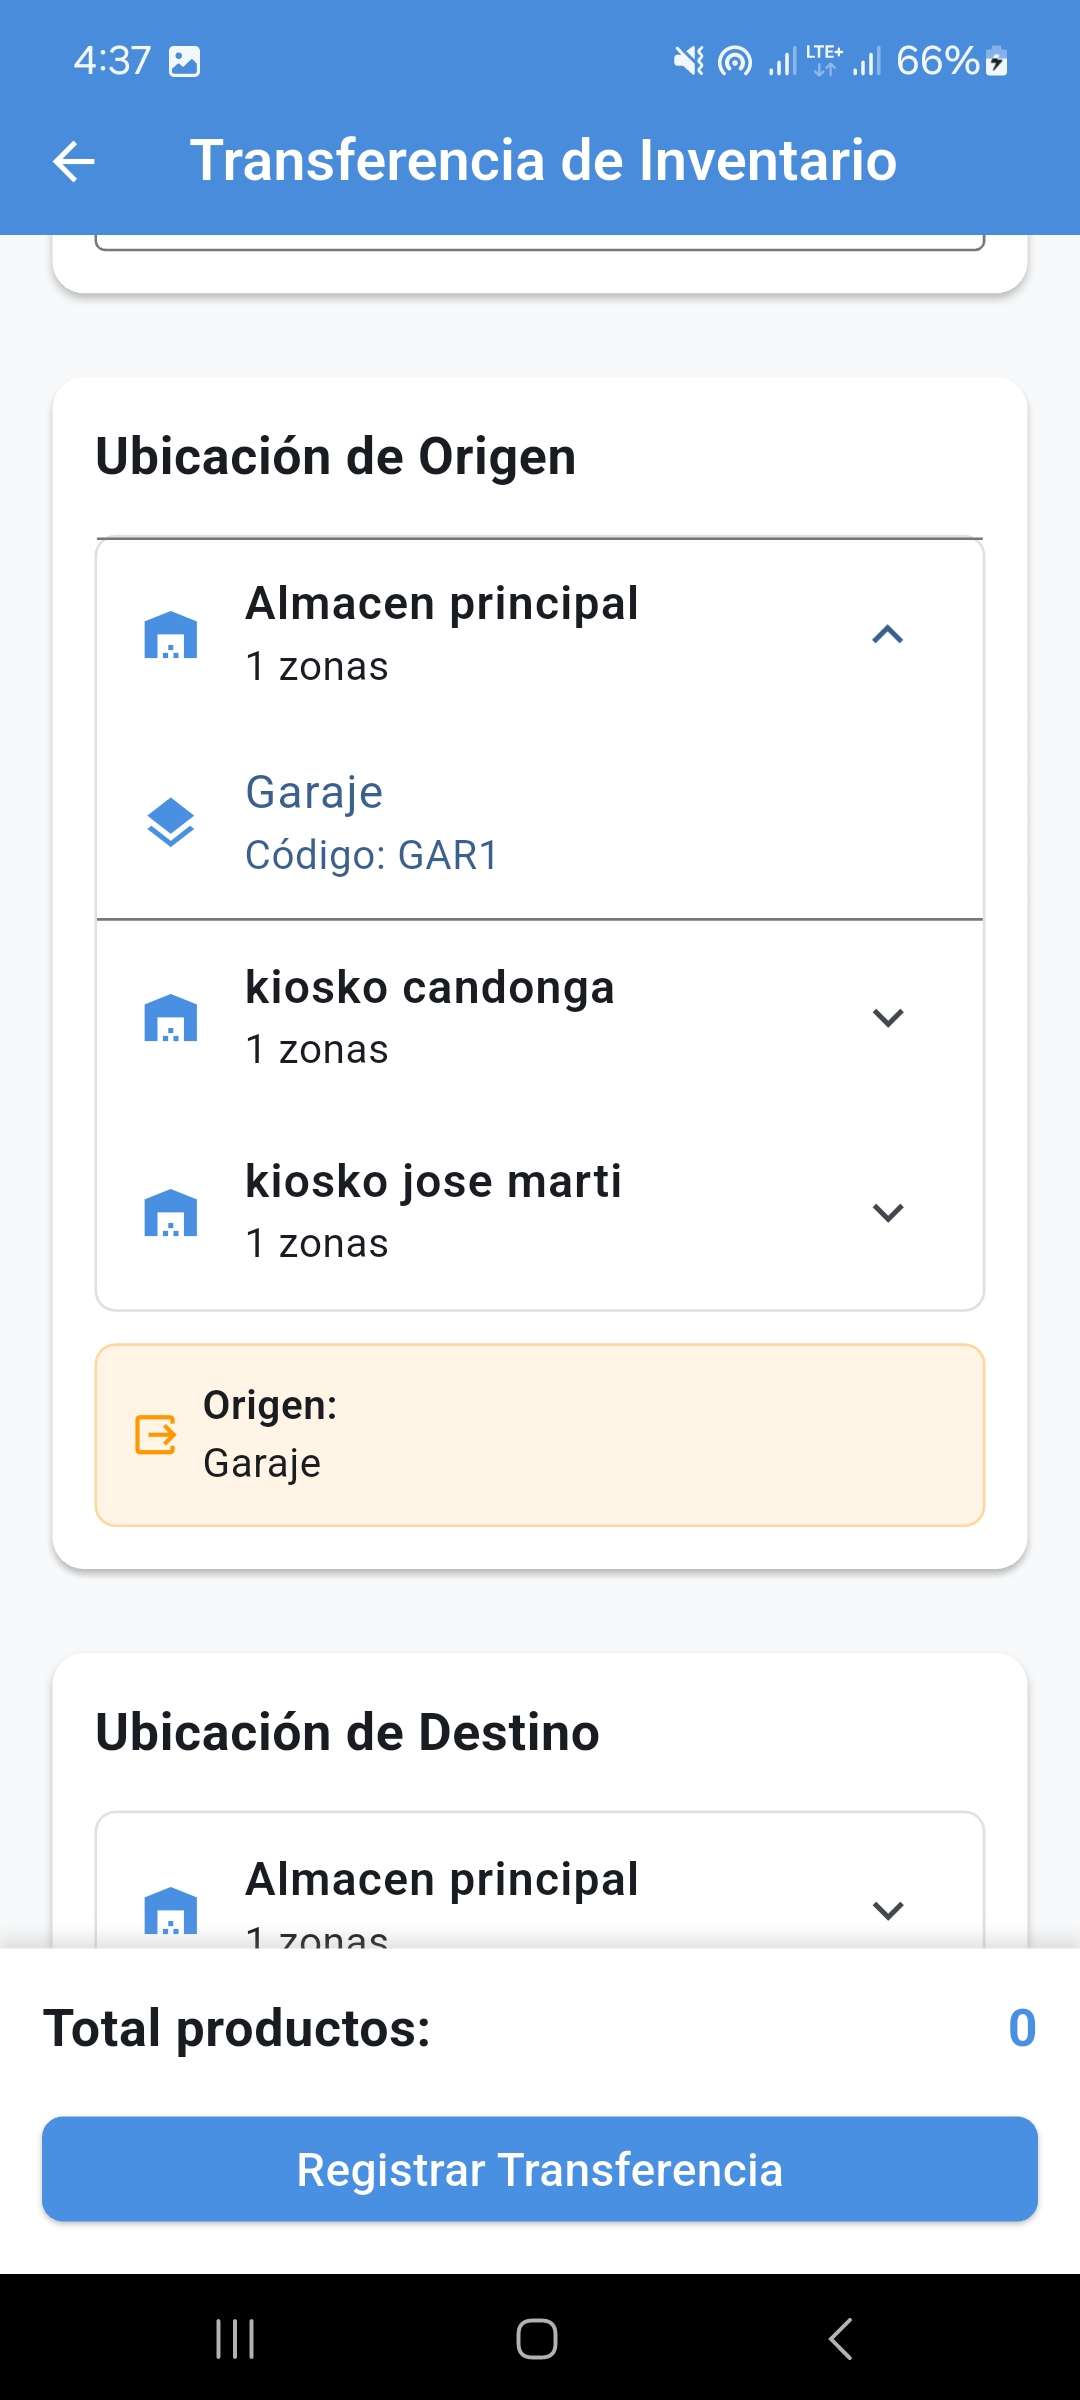 4:37
LTE+
66%
Transferencia de Inventario
Ubicación de Origen
Almacen principal
1 zonas
Garaje
Código: GAR1
kiosko candonga
1 zonas
kiosko jose marti
1 zonas
Origen:
Garaje
Ubicación de Destino
Almacen principal
1 zonas
Total productos:
0
Registrar Transferencia